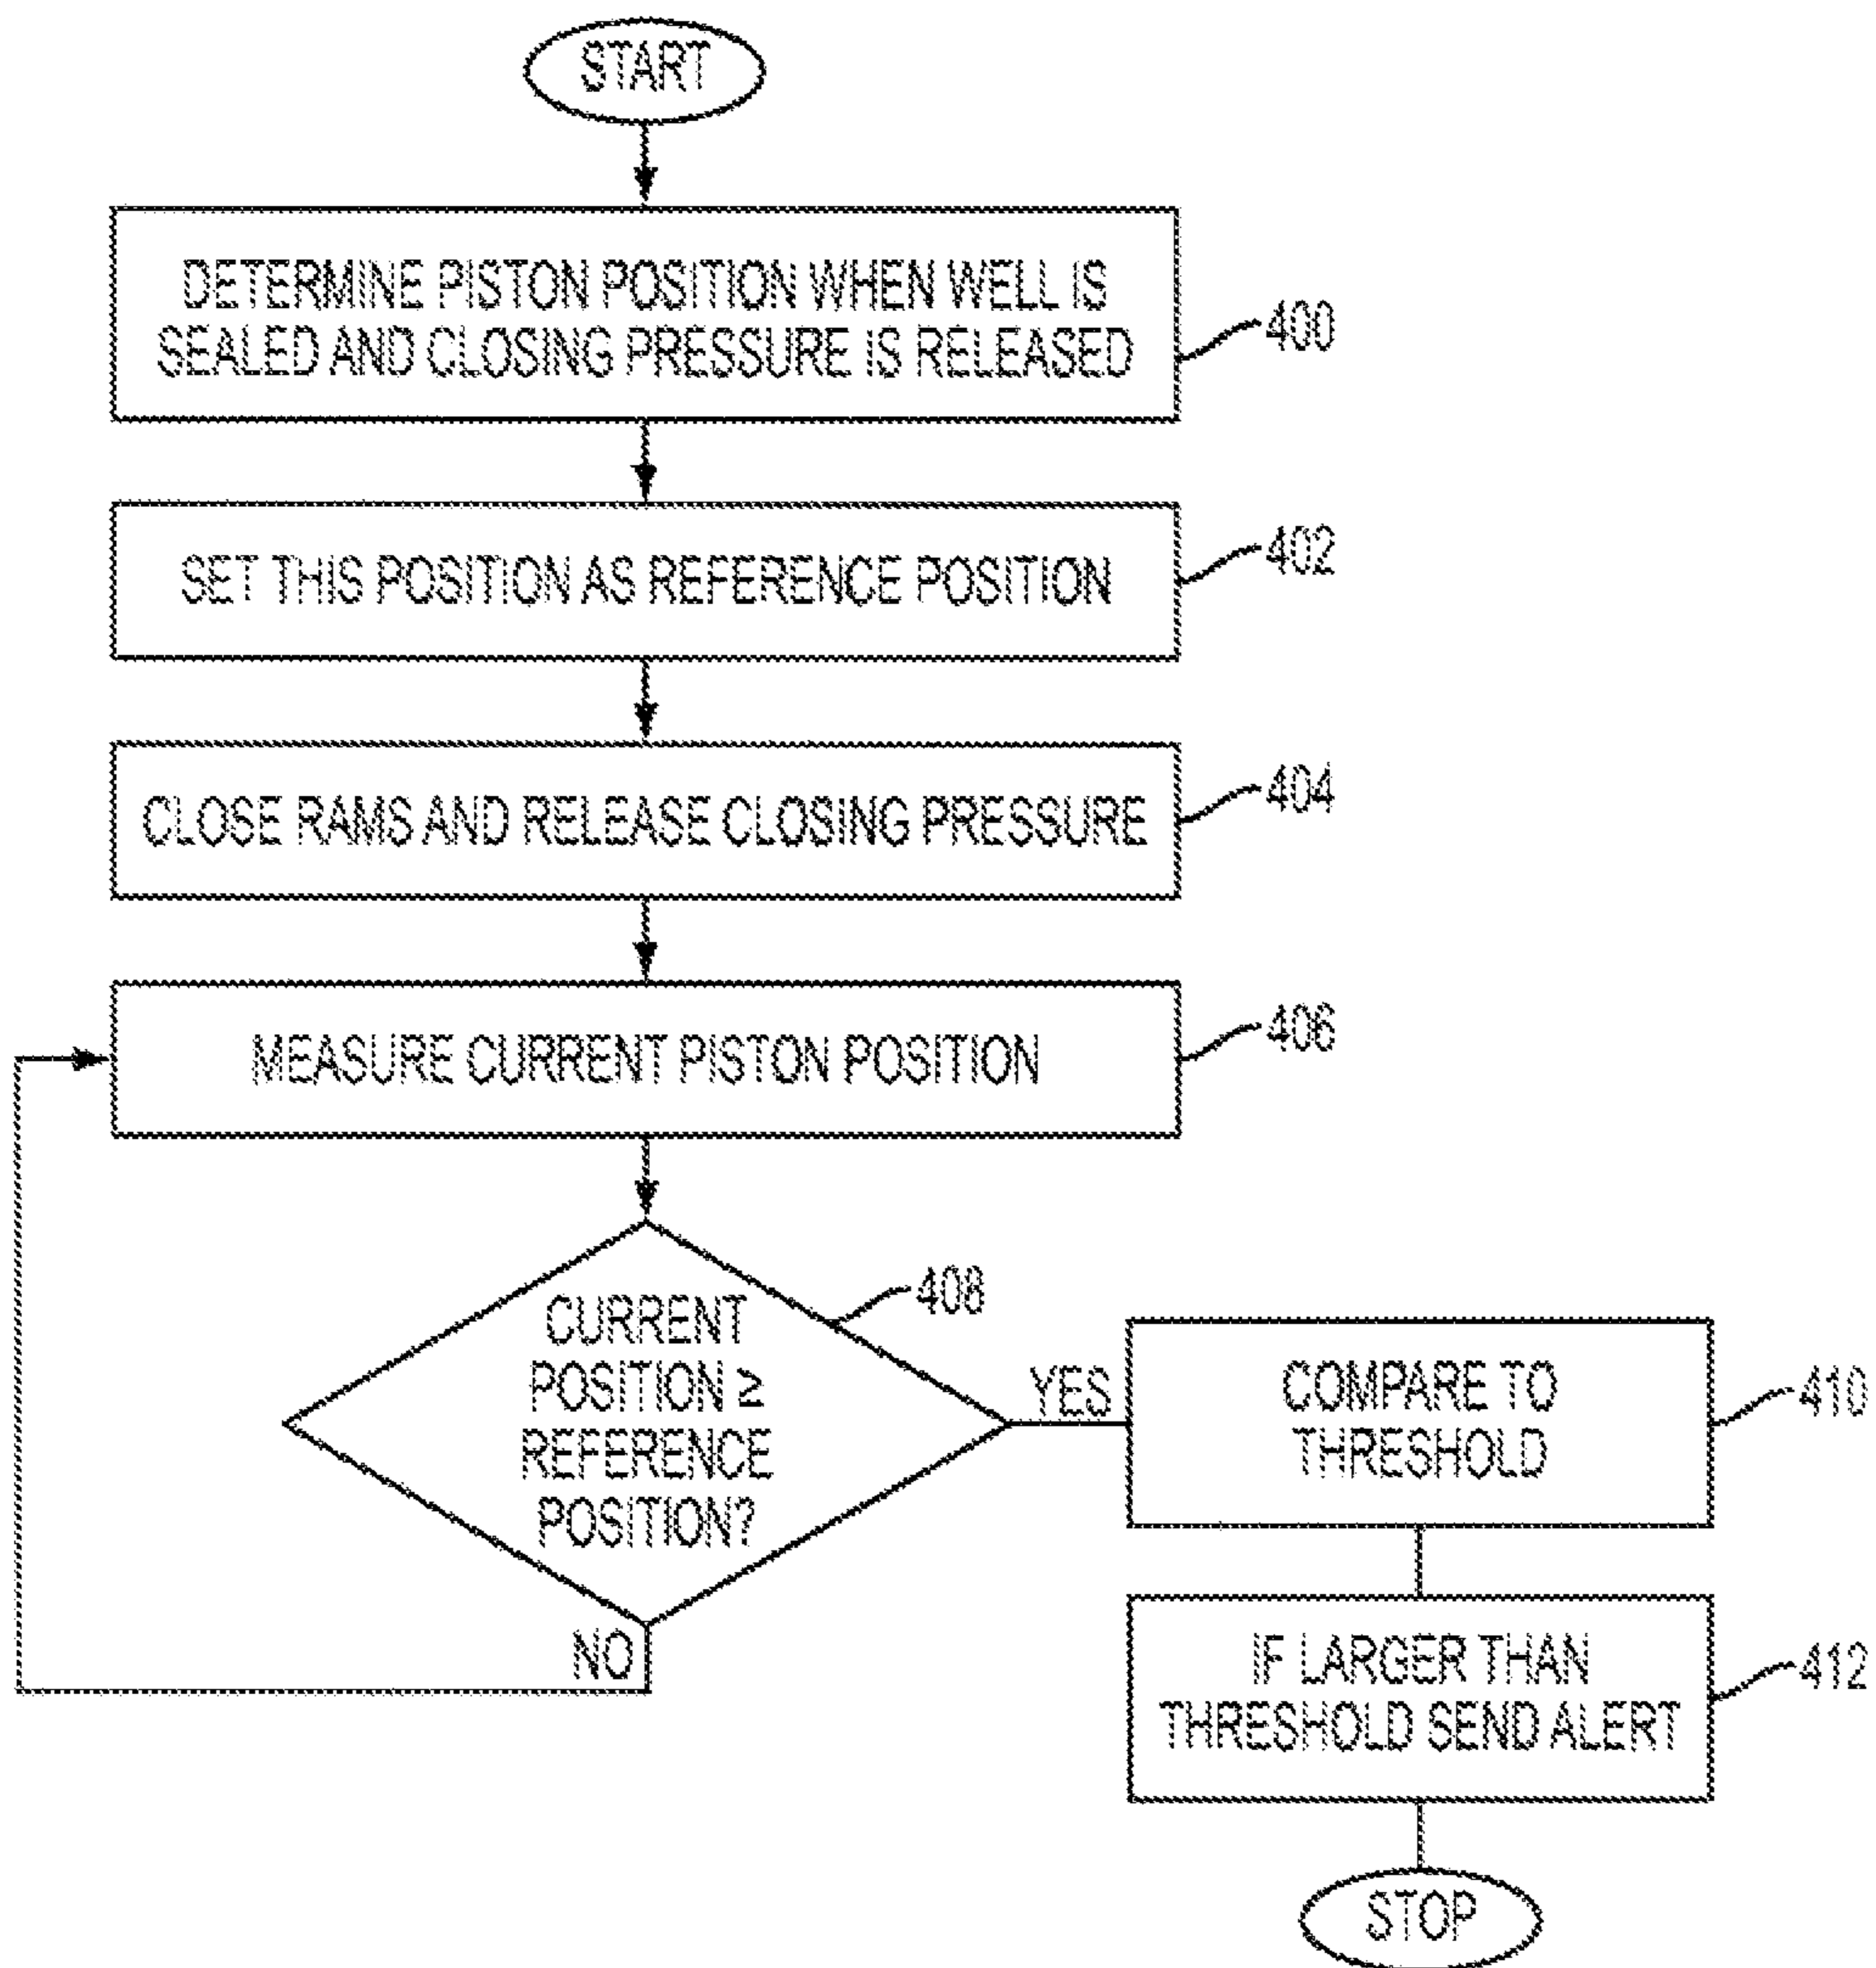 START
DETERMINE PISTON POSITION WHEN WELL IS
SEALED AND CLOSING PRESSURE IS RELEASED
400
SET THIS POSITION AS REFERENCE POSITION
402
CLOSE RAMS AND RELEASE CLOSING PRESSURE
404
MEASURE CURRENT PISTON POSITION
406
CURRENT
POSITION ≥
REFERENCE
POSITION?
408
YES
NO
COMPARE TO
THRESHOLD
410
IF LARGER THAN
THRESHOLD SEND ALERT
412
STOP